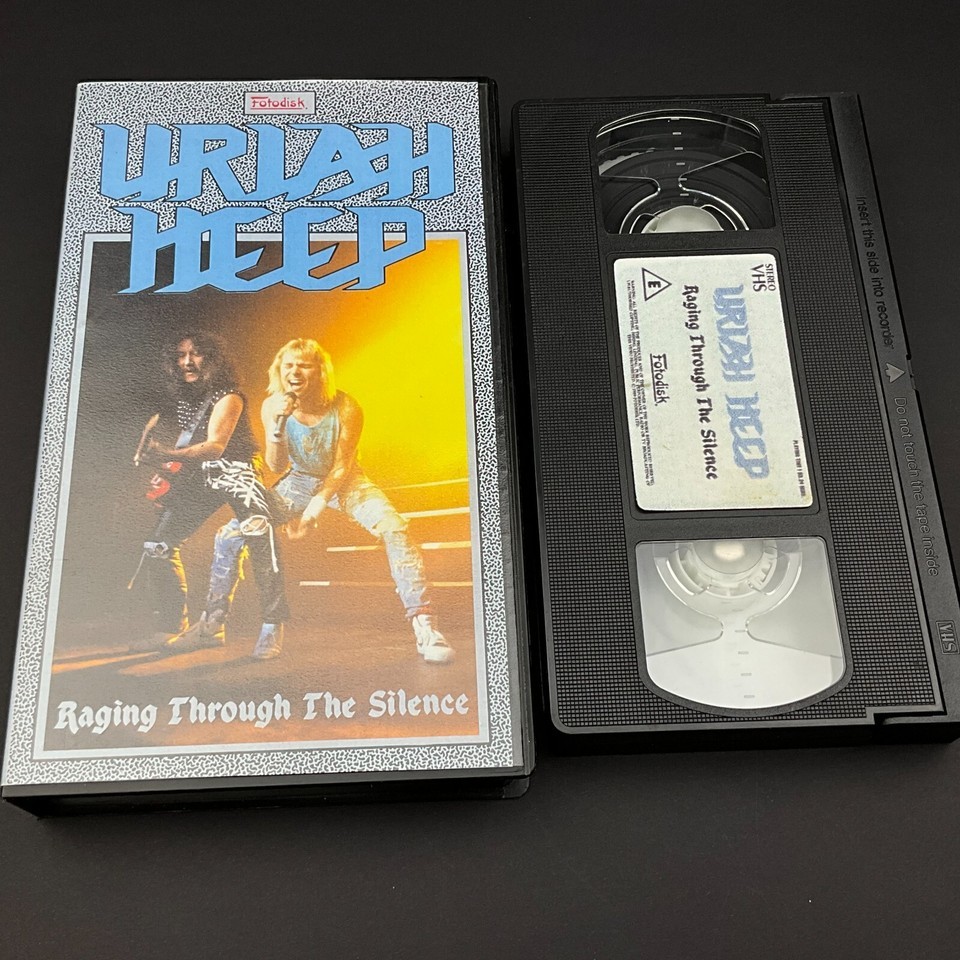 Fotodisk
URIAH
HEEP
Raging Through The Silence
STEREO
VHS
E
URIAH HEEP
Raging Through The Silence
Fotodisk
Insert this side into recorder
Do not touch the tape inside
VHS